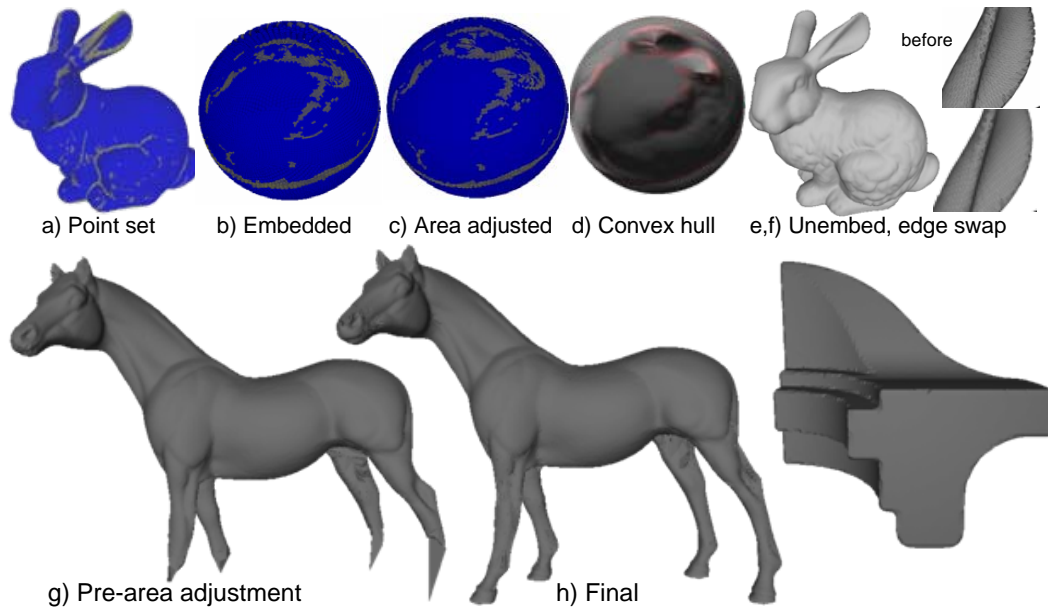 before
a) Point set
b) Embedded
c) Area adjusted
d) Convex hull
e,f) Unembed, edge swap
g) Pre-area adjustment
h) Final